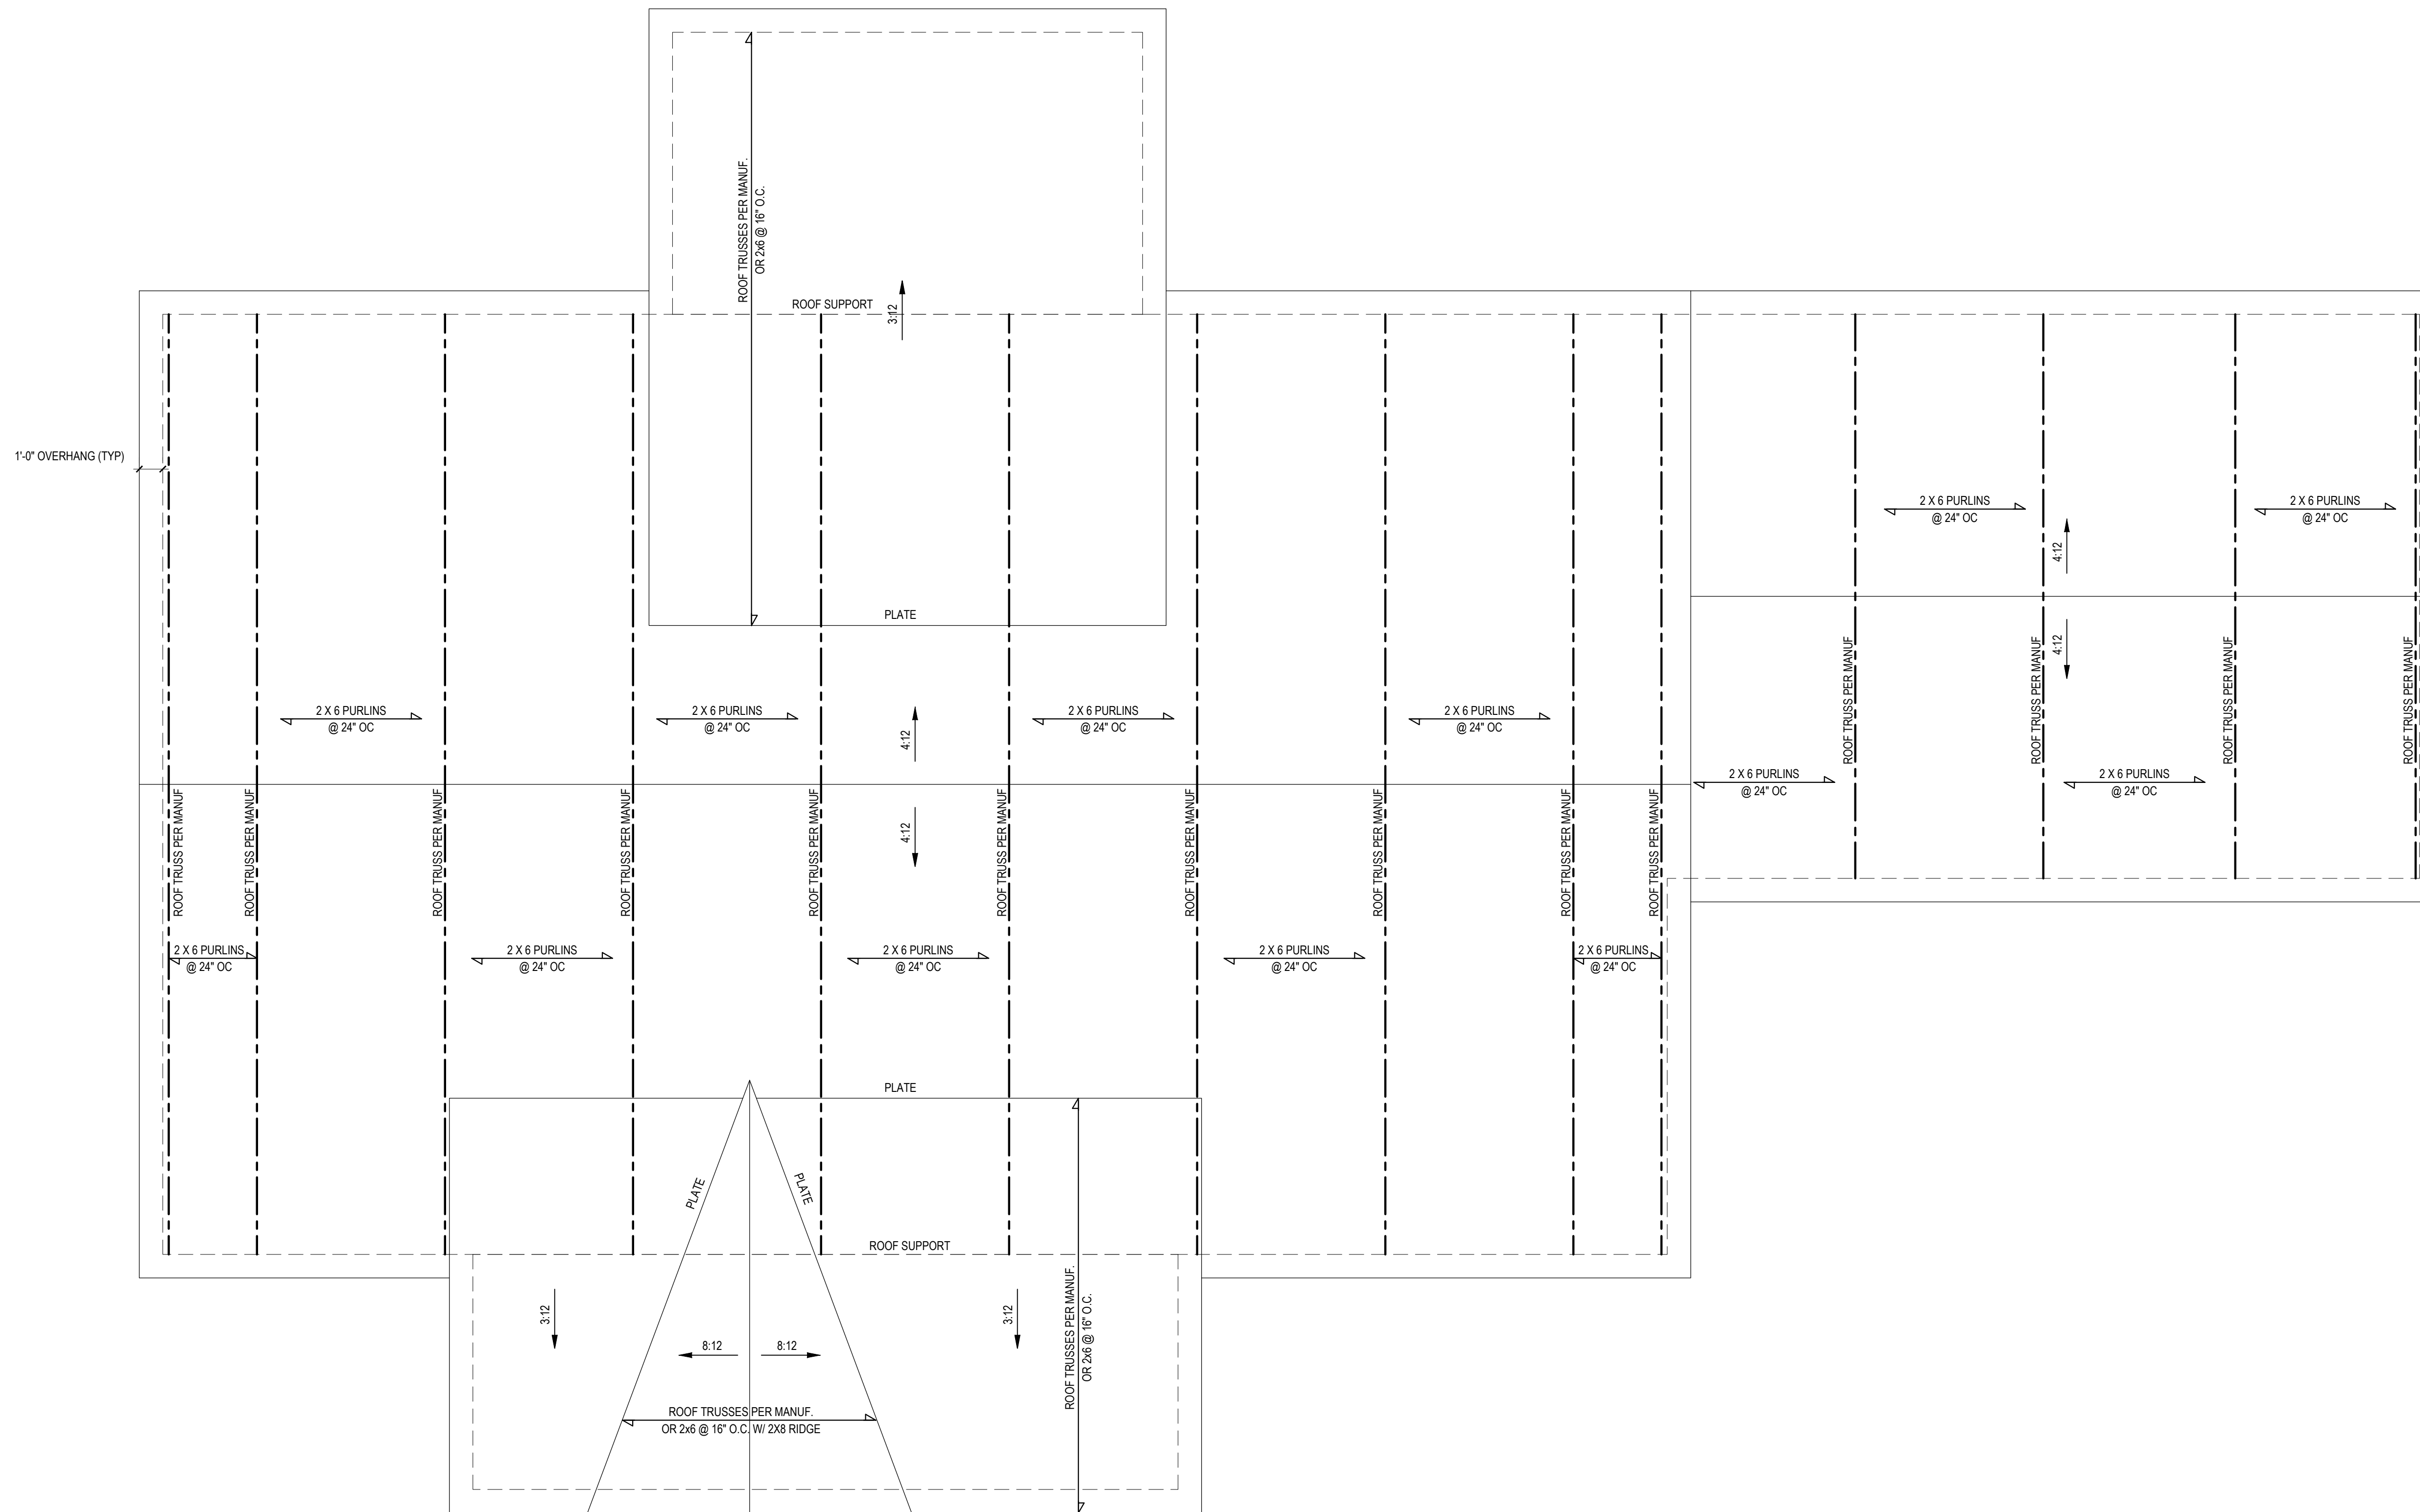 ROOF TRUSSES PER MANUF.
OR 2x6 @ 16" O.C.
ROOF SUPPORT
3:12
1'-0" OVERHANG (TYP)
2 X 6 PURLINS
@ 24" OC
2 X 6 PURLINS
@ 24" OC
4:12
4:12
PLATE
ROOF TRUSS PER MANUF
ROOF TRUSS PER MANUF
ROOF TRUSS PER MANUF
ROOF TRUSS PER MANUF
2 X 6 PURLINS
@ 24" OC
2 X 6 PURLINS
@ 24" OC
2 X 6 PURLINS
@ 24" OC
2 X 6 PURLINS
@ 24" OC
4:12
2 X 6 PURLINS
@ 24" OC
2 X 6 PURLINS
@ 24" OC
4:12
ROOF TRUSS PER MANUF
ROOF TRUSS PER MANUF
ROOF TRUSS PER MANUF
ROOF TRUSS PER MANUF
ROOF TRUSS PER MANUF
ROOF TRUSS PER MANUF
ROOF TRUSS PER MANUF
ROOF TRUSS PER MANUF
ROOF TRUSS PER MANUF
ROOF TRUSS PER MANUF
2 X 6 PURLINS
@ 24" OC
2 X 6 PURLINS
@ 24" OC
2 X 6 PURLINS
@ 24" OC
2 X 6 PURLINS
@ 24" OC
2 X 6 PURLINS
@ 24" OC
PLATE
PLATE
PLATE
ROOF SUPPORT
3:12
3:12
ROOF TRUSSES PER MANUF.
OR 2x6 @ 16" O.C.
8:12
8:12
ROOF TRUSSES PER MANUF.
OR 2x6 @ 16" O.C. W/ 2X8 RIDGE